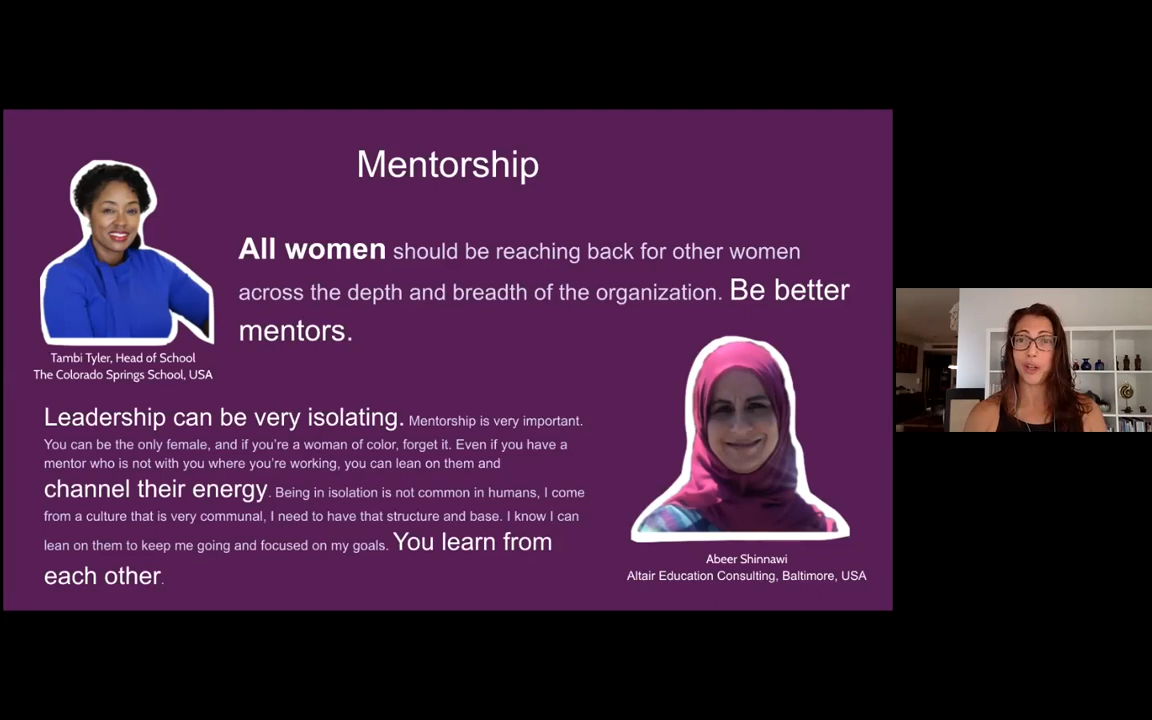 Mentorship
All women should be reaching back for other women
across the depth and breadth of the organization. Be better
mentors.
Tambi Tyler, Head of School
The Colorado Springs School, USA
Leadership can be very isolating. Mentorship is very important.
You can be the only female, and if you're a woman of color, forget it. Even if you have a
mentor who is not with you where you're working, you can lean on them and
channel their energy. Being in isolation is not common in humans, I come
from a culture that is very communal, I need to have that structure and base. I know I can
lean on them to keep me going and focused on my goals. You learn from
each other.
Abeer Shinnawi
Altair Education Consulting, Baltimore, USA